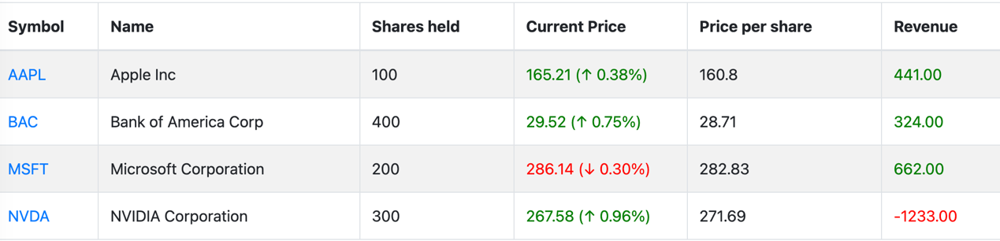 Symbol Name Shares held Current Price Price per share Revenue
AAPL Apple Inc 100 165.21 (↑ 0.38%) 160.8 441.00
BAC Bank of America Corp 400 29.52 (↑ 0.75%) 28.71 324.00
MSFT Microsoft Corporation 200 286.14 (↓ 0.30%) 282.83 662.00
NVDA NVIDIA Corporation 300 267.58 (↑ 0.96%) 271.69 -1233.00